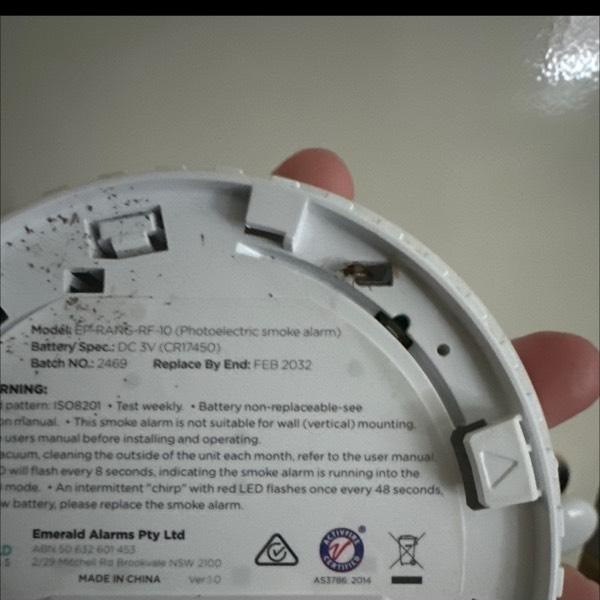 Model: EP-RANG-RF-10 (Photoelectric smoke alarm)
Battery Spec.: DC 3V (CR17450)
Batch NO.: 2469 Replace By End: FEB 2032
RNING:
pattern: ISO8201 • Test weekly. • Battery non-replaceable-see
on manual. • This smoke alarm is not suitable for wall (vertical) mounting.
users manual before installing and operating.
acuum, cleaning the outside of the unit each month, refer to the user manual
D will flash every 8 seconds, indicating the smoke alarm is running into the
mode. • An intermittent "chirp" with red LED flashes once every 48 seconds,
w battery, please replace the smoke alarm.
Emerald Alarms Pty Ltd
ABN 50 632 601 453
2/29 Mitchell Rd Brookvale NSW 2100
MADE IN CHINA Ver:1.0
D
S
ACTIVFIRE
CERTIFIED
®
AS3786: 2014